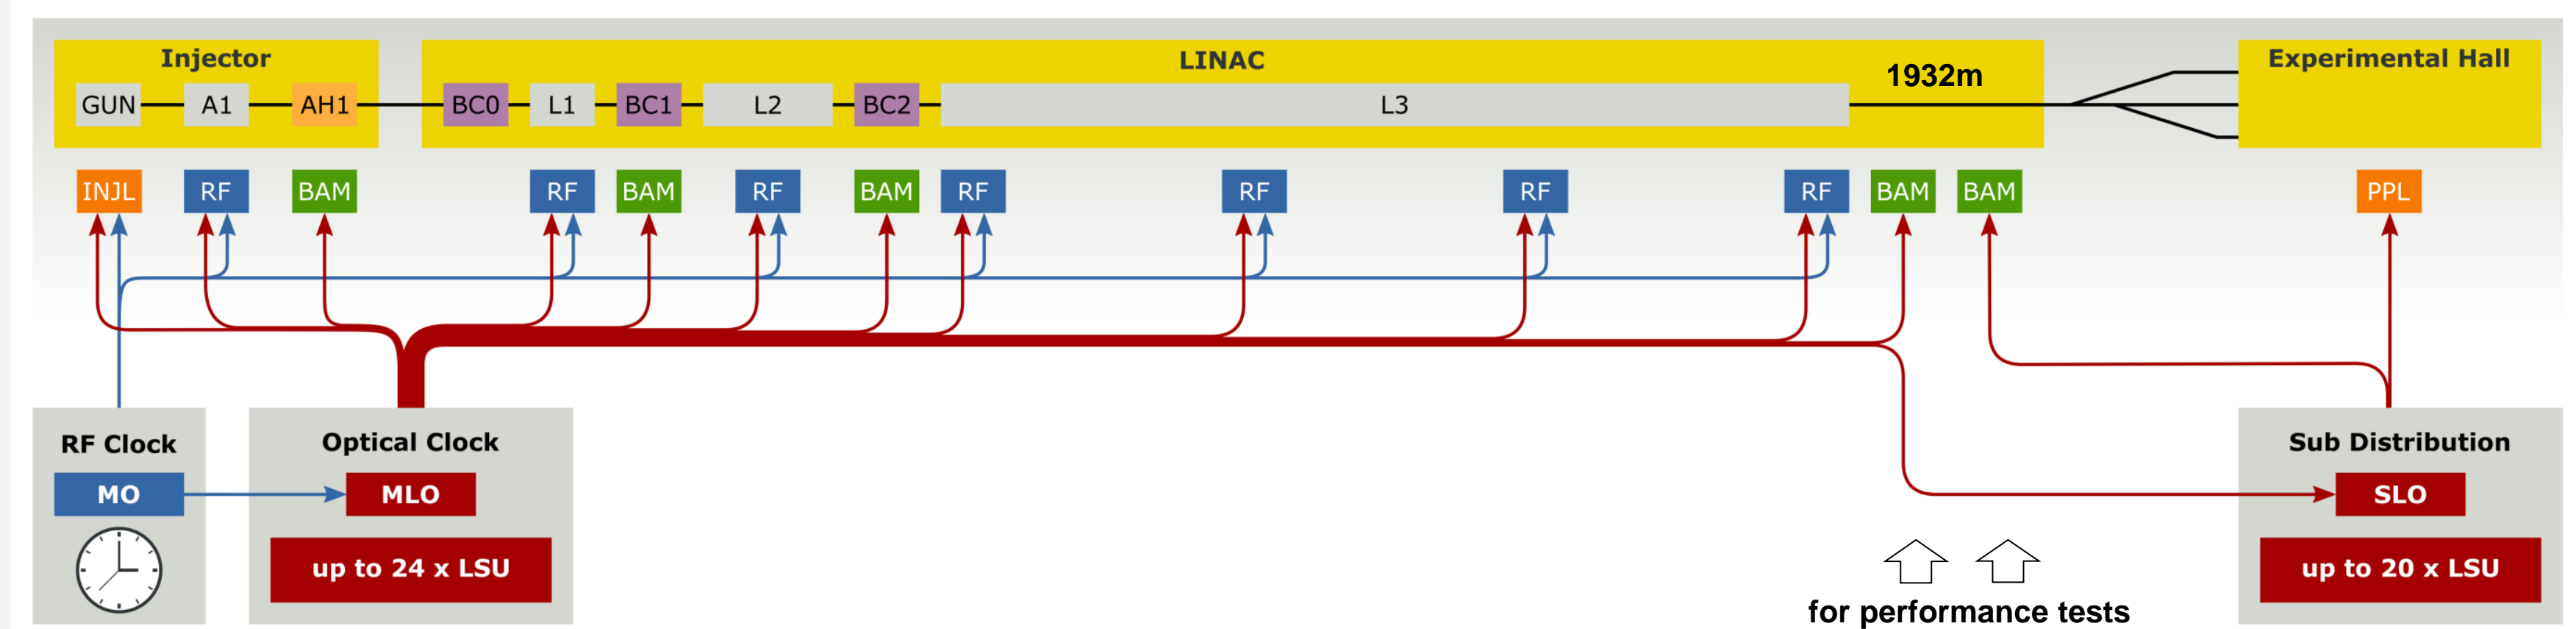 Injector
LINAC
Experimental Hall
1932m
GUN A1 AH1 BC0 L1 BC1 L2 BC2 L3
INJL RF BAM RF BAM RF BAM RF RF RF RF BAM BAM PPL
RF Clock
Optical Clock
Sub Distribution
MO
MLO
SLO
up to 24 x LSU
up to 20 x LSU
for performance tests